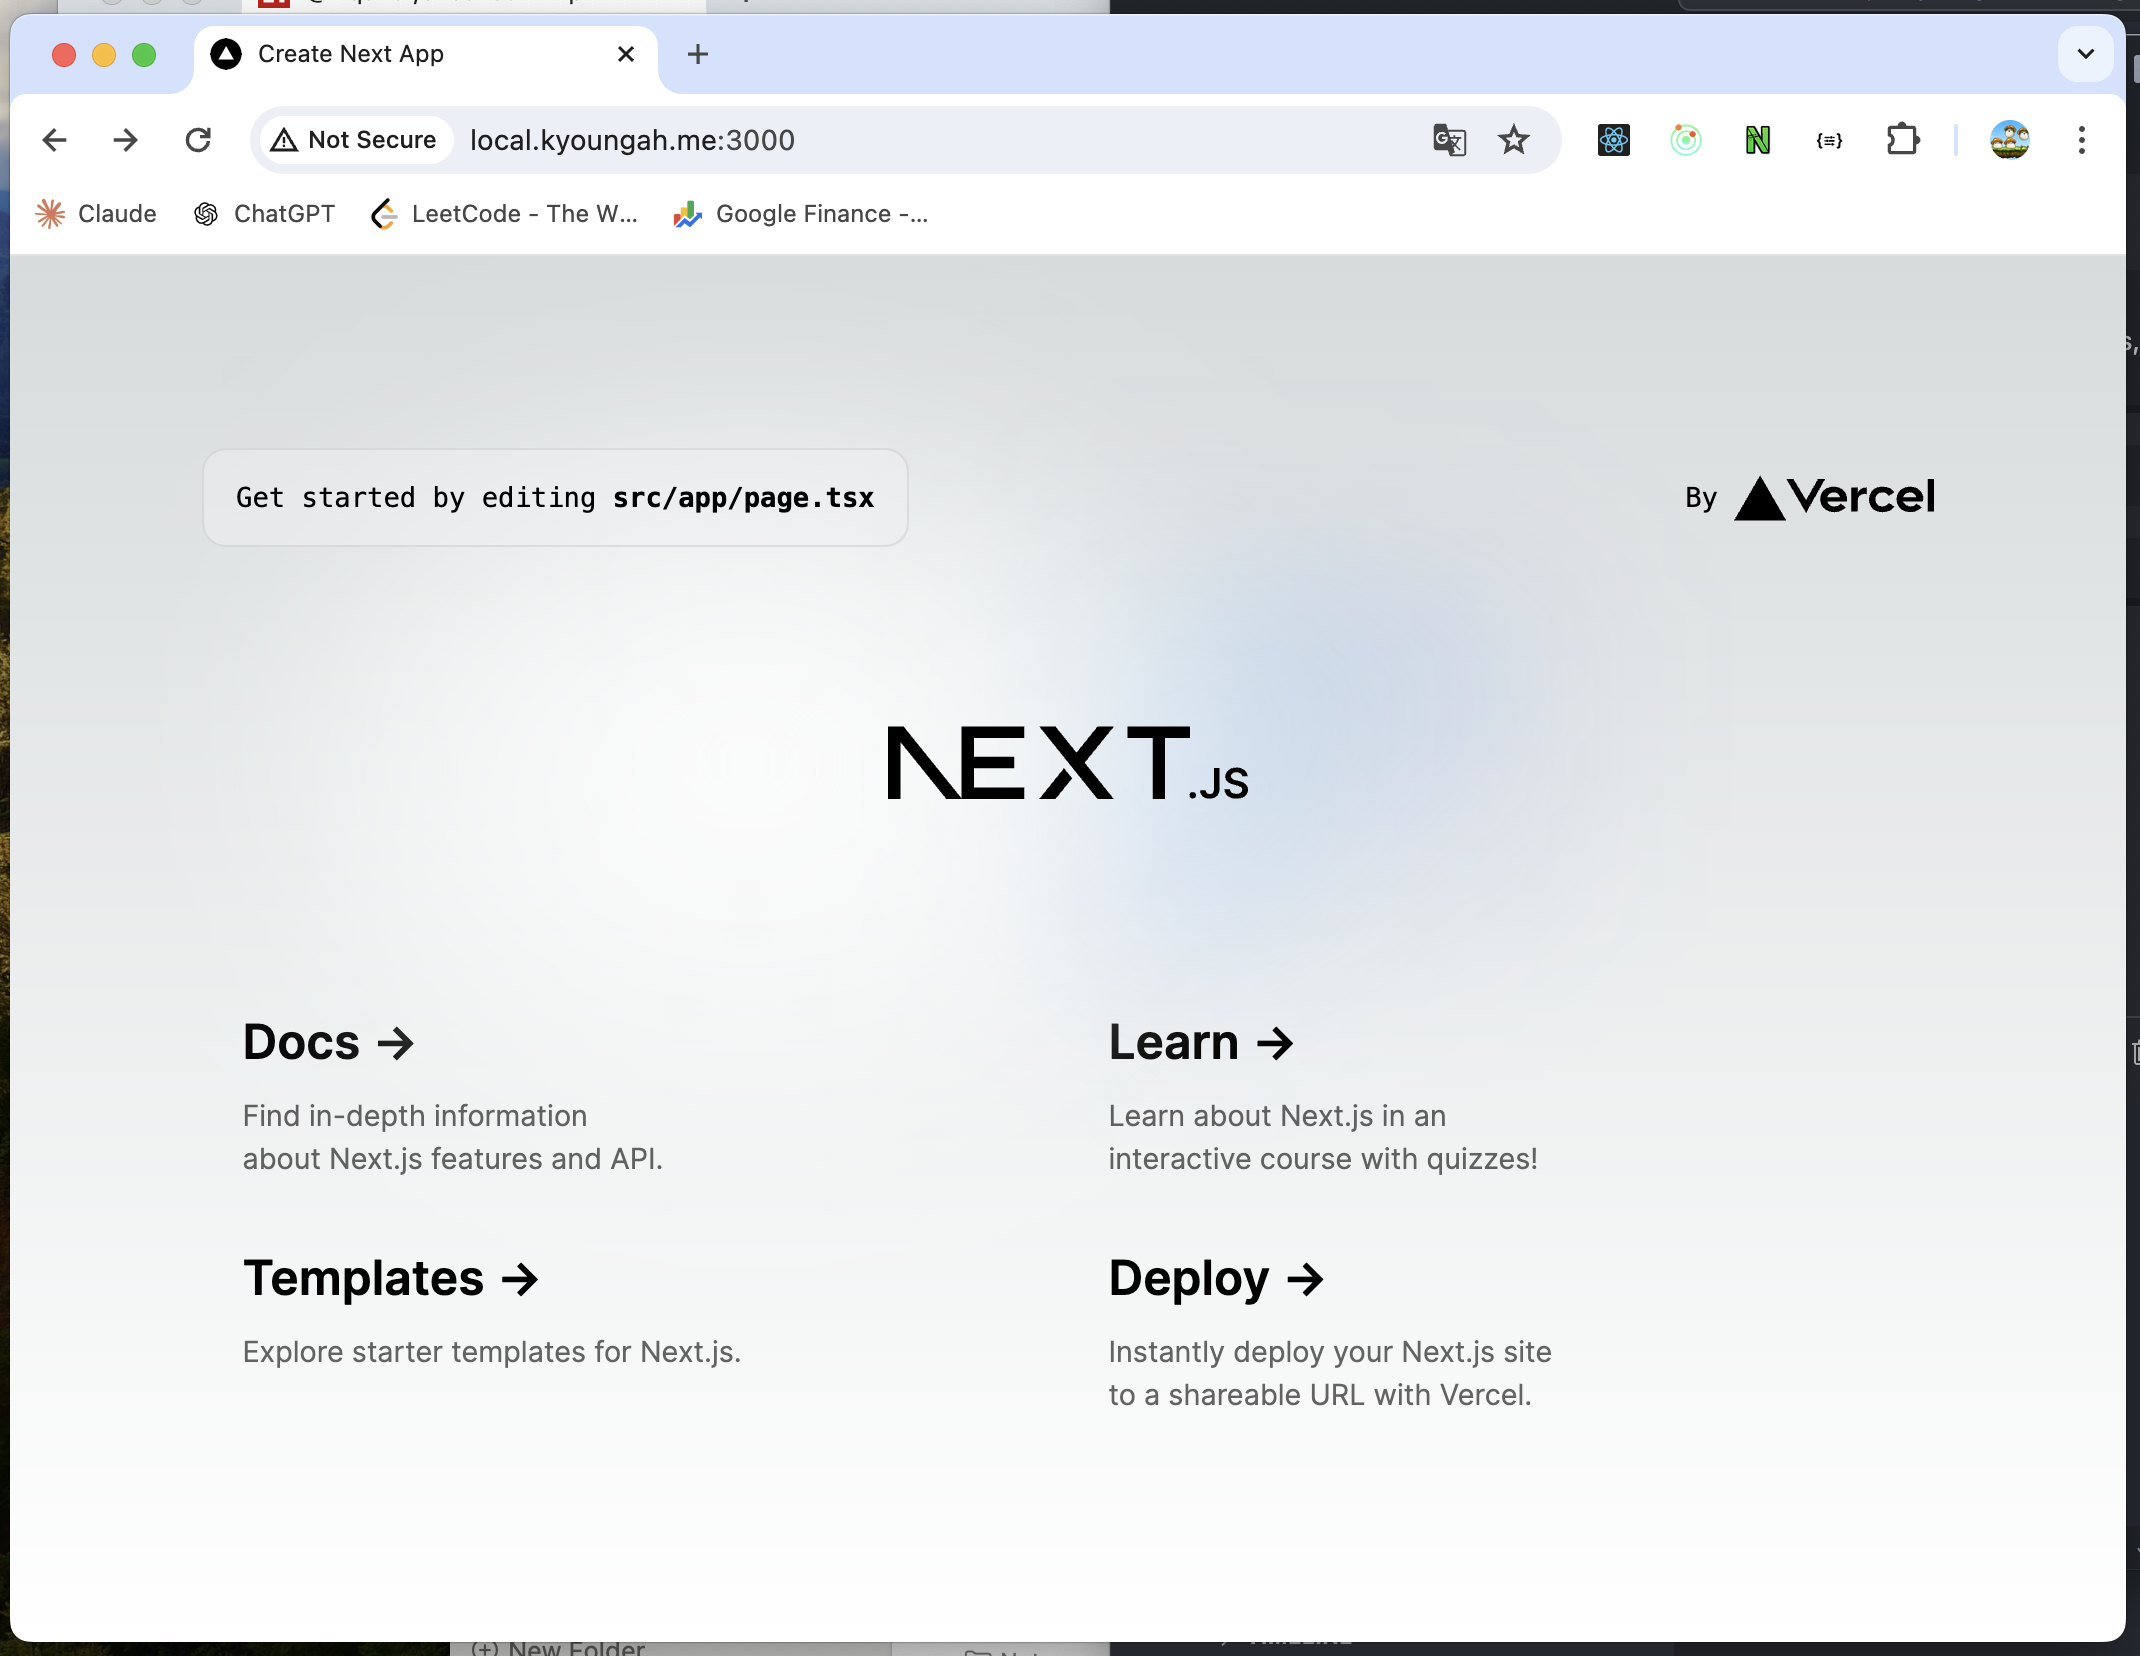 Create Next App
Not Secure
local.kyoungah.me:3000
Claude
ChatGPT
LeetCode - The W...
Google Finance -...
Get started by editing src/app/page.tsx
By Vercel
NEXT.JS
Docs →
Learn →
Find in-depth information
about Next.js features and API.
Learn about Next.js in an
interactive course with quizzes!
Templates →
Deploy →
Explore starter templates for Next.js.
Instantly deploy your Next.js site
to a shareable URL with Vercel.
New Folder